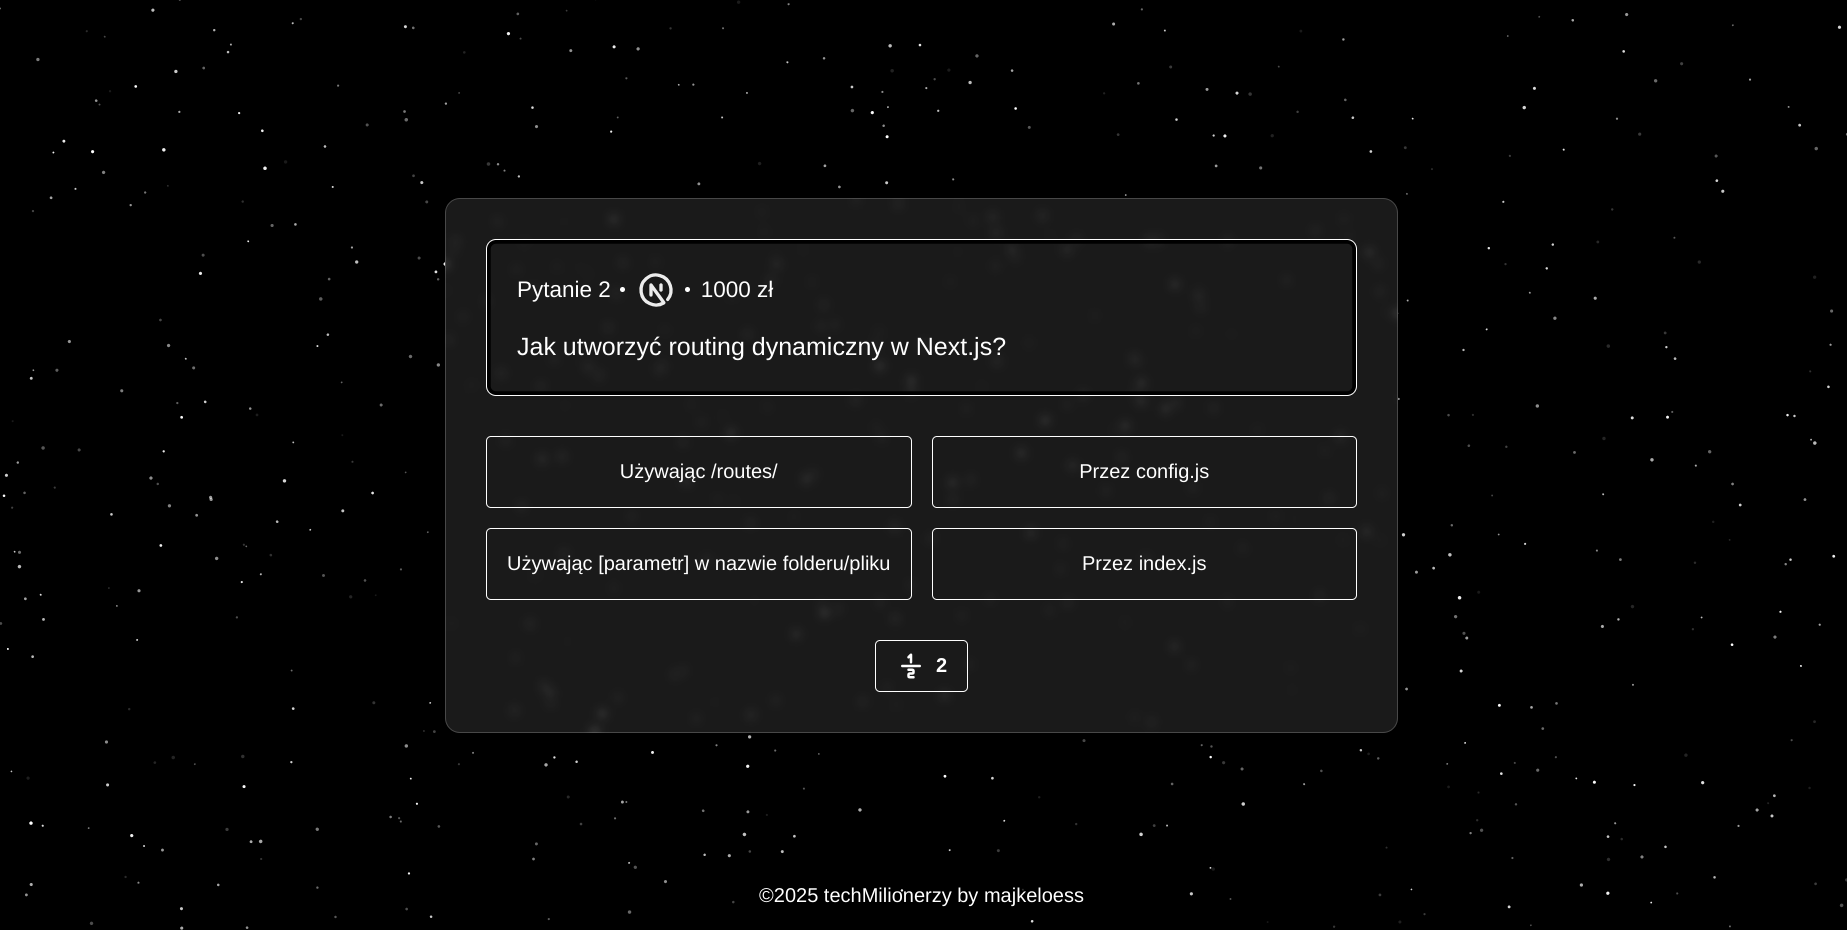 Pytanie 2 • N • 1000 zł
Jak utworzyć routing dynamiczny w Next.js?
Używając /routes/
Przez config.js
Używając [parametr] w nazwie folderu/pliku
Przez index.js
1/2 2
©2025 techMilionerzy by majkeloess